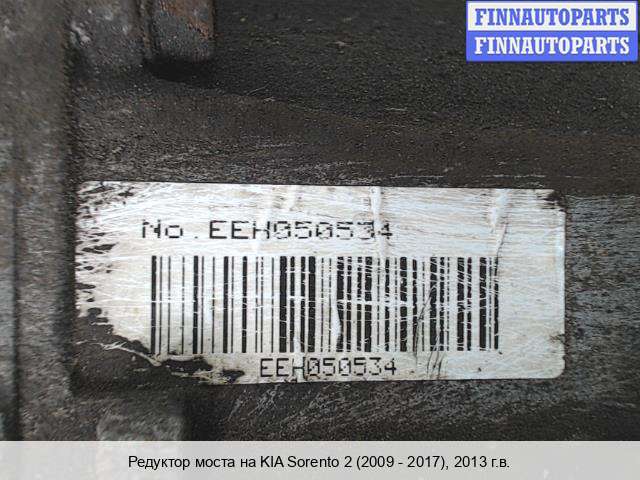 FINNAUTOPARTS
FINNAUTOPARTS
No.EEH050534
EEH050534
Редуктор моста на KIA Sorento 2 (2009 - 2017), 2013 г.в.